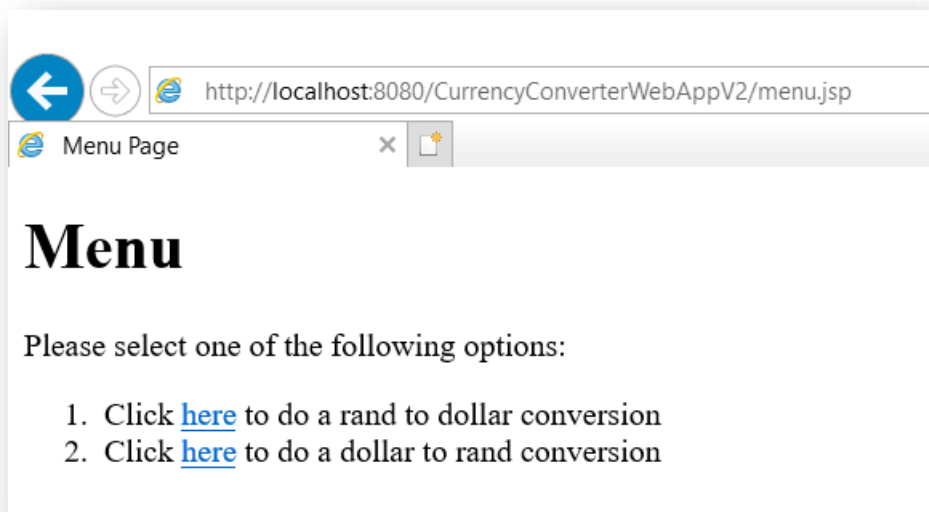 http://localhost:8080/CurrencyConverterWebAppV2/menu.jsp
Menu Page
Menu
Please select one of the following options:
1. Click here to do a rand to dollar conversion
2. Click here to do a dollar to rand conversion